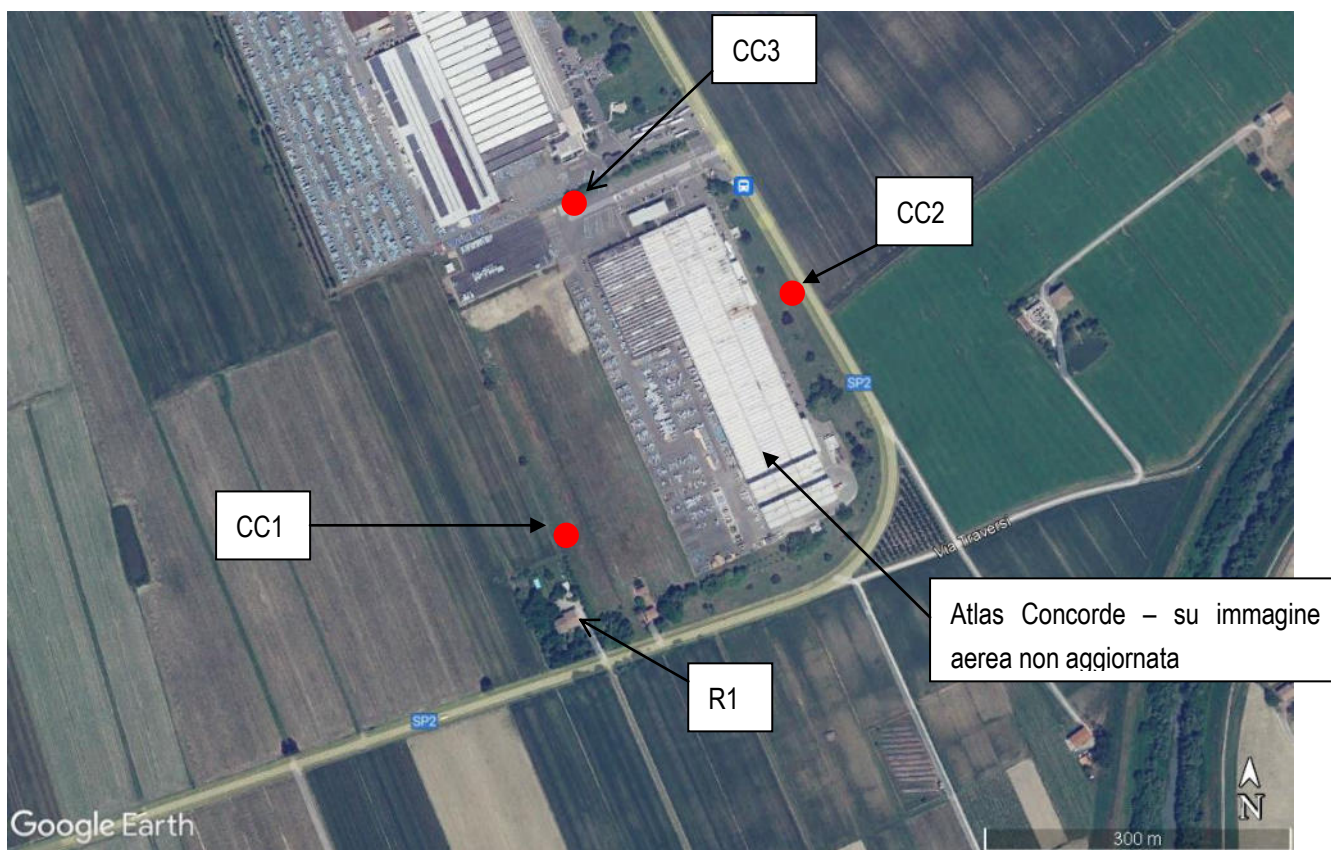 CC3
CC2
SP2
CC1
Via Traversi
Atlas Concorde – su immagine
aerea non aggiornata
R1
SP2
Google Earth
N
300 m